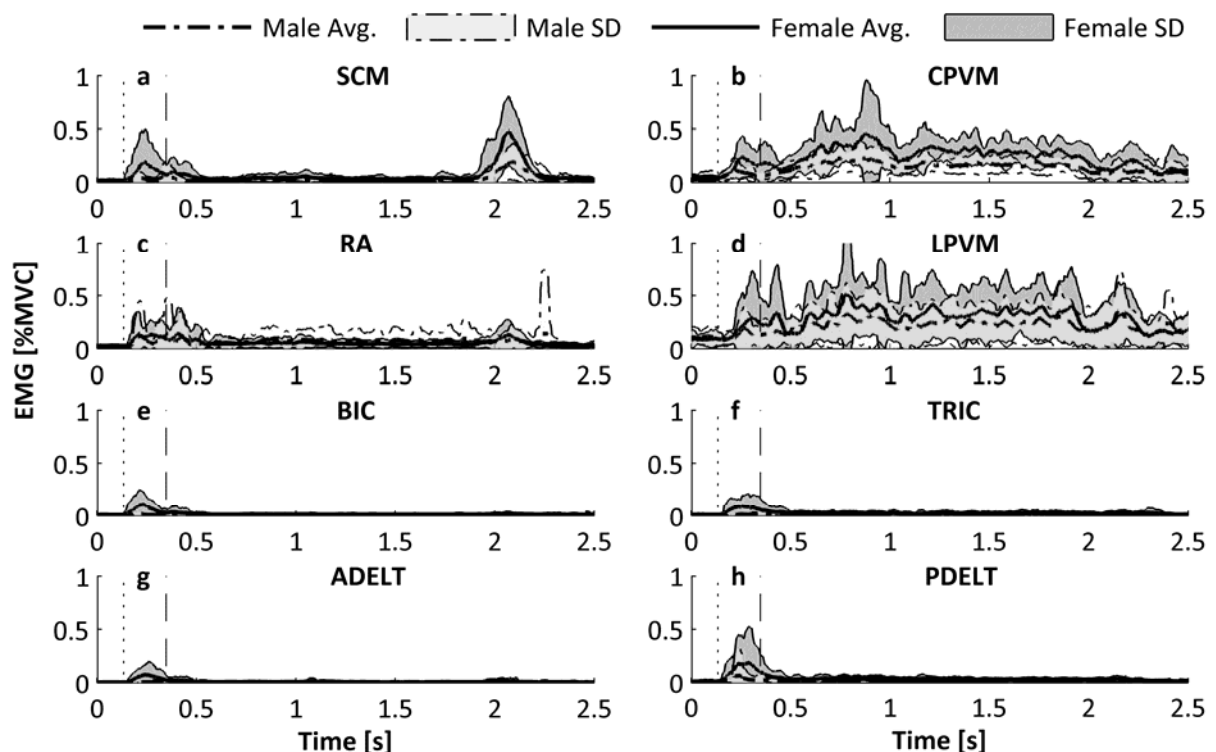 Male Avg. Male SD Female Avg. Female SD
a SCM
b CPVM
1
0.5
0
0 0.5 1 1.5 2 2.5
1
0.5
0
0 0.5 1 1.5 2 2.5
c RA
d LPVM
1
0.5
0
0 0.5 1 1.5 2 2.5
1
0.5
0
0 0.5 1 1.5 2 2.5
EMG [%MVC]
e BIC
f TRIC
1
0.5
0
0 0.5 1 1.5 2 2.5
1
0.5
0
0 0.5 1 1.5 2 2.5
g ADELT
h PDELT
1
0.5
0
0 0.5 1 1.5 2 2.5
1
0.5
0
0 0.5 1 1.5 2 2.5
Time [s] Time [s]